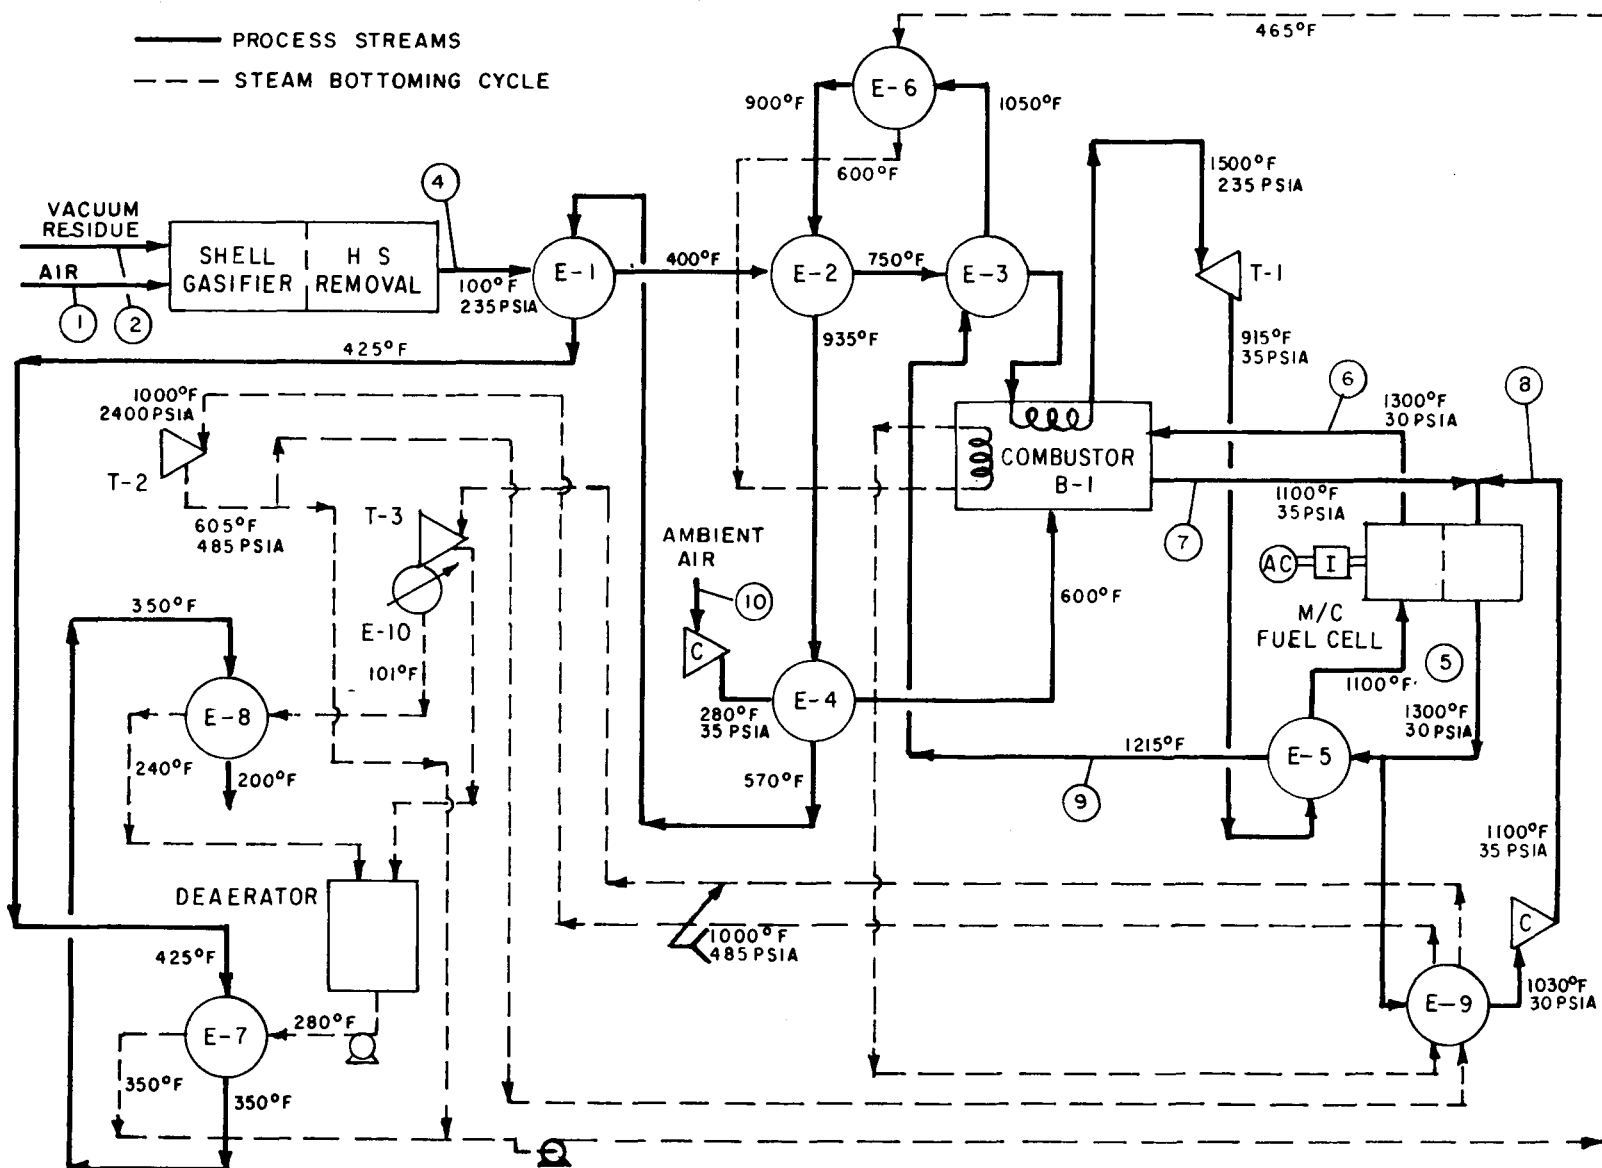 PROCESS STREAMS
STEAM BOTTOMING CYCLE
465°F
E-6
900°F
1050°F
600°F
1500°F
235 PSIA
4
VACUUM
RESIDUE
AIR
1
2
SHELL
GASIFIER
H S
REMOVAL
100°F
235 PSIA
E-1
400°F
E-2
750°F
E-3
T-1
915°F
35 PSIA
425°F
935°F
1000°F
2400 PSIA
T-2
605°F
485 PSIA
T-3
E-10
101°F
COMBUSTOR
B-1
6
1300°F
30 PSIA
8
1100°F
35 PSIA
7
AC
I
M/C
FUEL CELL
5
AMBIENT
AIR
10
C
600°F
280°F
35 PSIA
E-4
570°F
1100°F
1300°F
30 PSIA
E-5
1215°F
9
350°F
E-8
240°F
200°F
DEAERATOR
425°F
E-7
280°F
350°F
350°F
1000°F
485 PSIA
1100°F
35 PSIA
C
E-9
1030°F
30 PSIA